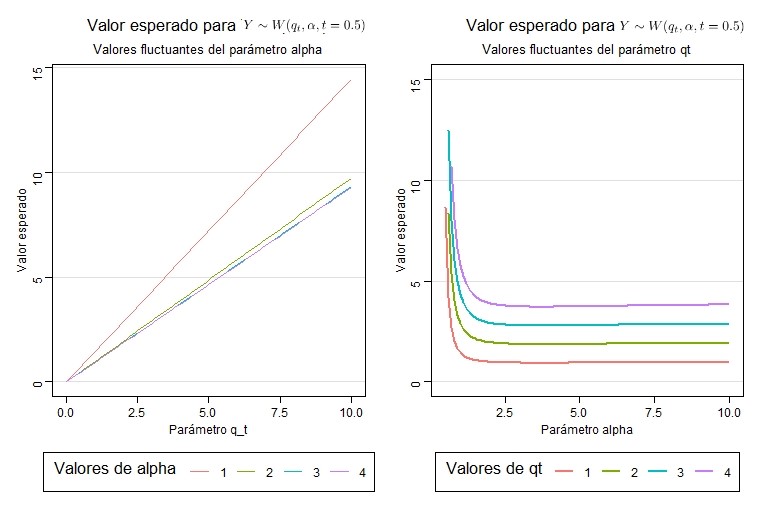 Valor esperado para Y ∼ W(q_t, α, t = 0.5)
Valores fluctuantes del parámetro alpha
15
10
5
0
Valor esperado
0.0 2.5 5.0 7.5 10.0
Parámetro q_t
Valores de alpha 1 2 3 4
Valor esperado para Y ∼ W(q_t, α, t = 0.5)
Valores fluctuantes del parámetro qt
15
10
5
0
Valor esperado
2.5 5.0 7.5 10.0
Parámetro alpha
Valores de qt 1 2 3 4